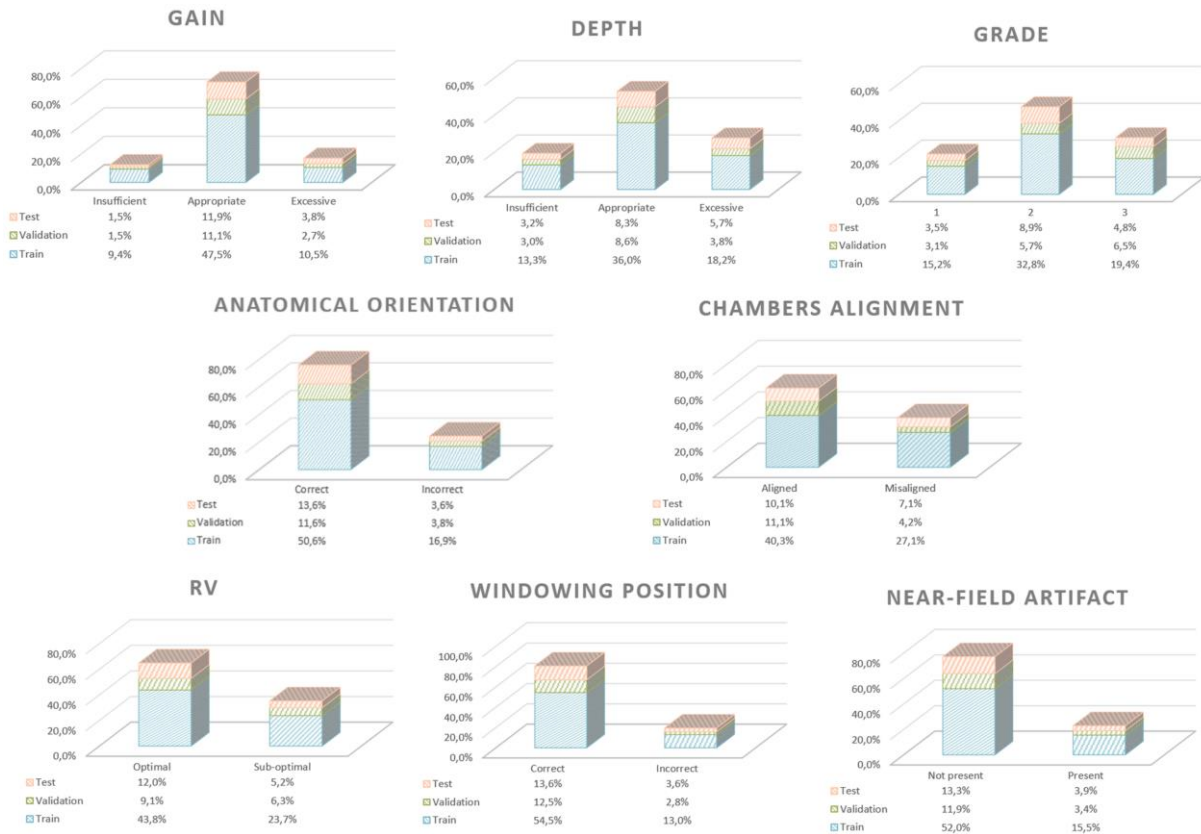 GAIN
80,0%
60,0%
40,0%
20,0%
0,0%
Insufficient Appropriate Excessive
Test 1,5% 11,9% 3,8%
Validation 1,5% 11,1% 2,7%
Train 9,4% 47,5% 10,5%
DEPTH
60,0%
40,0%
20,0%
0,0%
Insufficient Appropriate Excessive
Test 3,2% 8,3% 5,7%
Validation 3,0% 8,6% 3,8%
Train 13,3% 36,0% 18,2%
GRADE
60,0%
40,0%
20,0%
0,0%
1 2 3
Test 3,5% 8,9% 4,8%
Validation 3,1% 5,7% 6,5%
Train 15,2% 32,8% 19,4%
ANATOMICAL ORIENTATION
80,0%
60,0%
40,0%
20,0%
0,0%
Correct Incorrect
Test 13,6% 3,6%
Validation 11,6% 3,8%
Train 50,6% 16,9%
CHAMBERS ALIGNMENT
80,0%
60,0%
40,0%
20,0%
0,0%
Aligned Misaligned
Test 10,1% 7,1%
Validation 11,1% 4,2%
Train 40,3% 27,1%
RV
80,0%
60,0%
40,0%
20,0%
0,0%
Optimal Sub-optimal
Test 12,0% 5,2%
Validation 9,1% 6,3%
Train 43,8% 23,7%
WINDOWING POSITION
100,0%
80,0%
60,0%
40,0%
20,0%
0,0%
Correct Incorrect
Test 13,6% 3,6%
Validation 12,5% 2,8%
Train 54,5% 13,0%
NEAR-FIELD ARTIFACT
80,0%
60,0%
40,0%
20,0%
0,0%
Not present Present
Test 13,3% 3,9%
Validation 11,9% 3,4%
Train 52,0% 15,5%